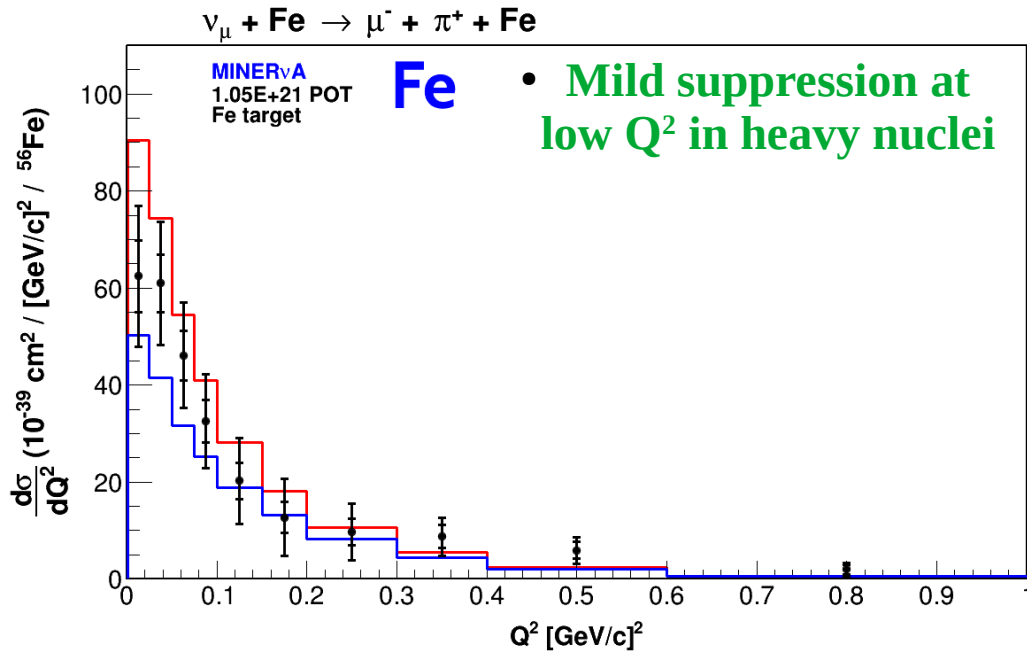 νμ + Fe → μ- + π+ + Fe
MINERνA
1.05E+21 POT
Fe target
Fe
• Mild suppression at
low Q² in heavy nuclei
100
80
60
40
20
0
dσ/dQ² (10⁻³⁹ cm² / [GeV/c]² / ⁵⁶Fe)
0 0.1 0.2 0.3 0.4 0.5 0.6 0.7 0.8 0.9 1
Q² [GeV/c]²